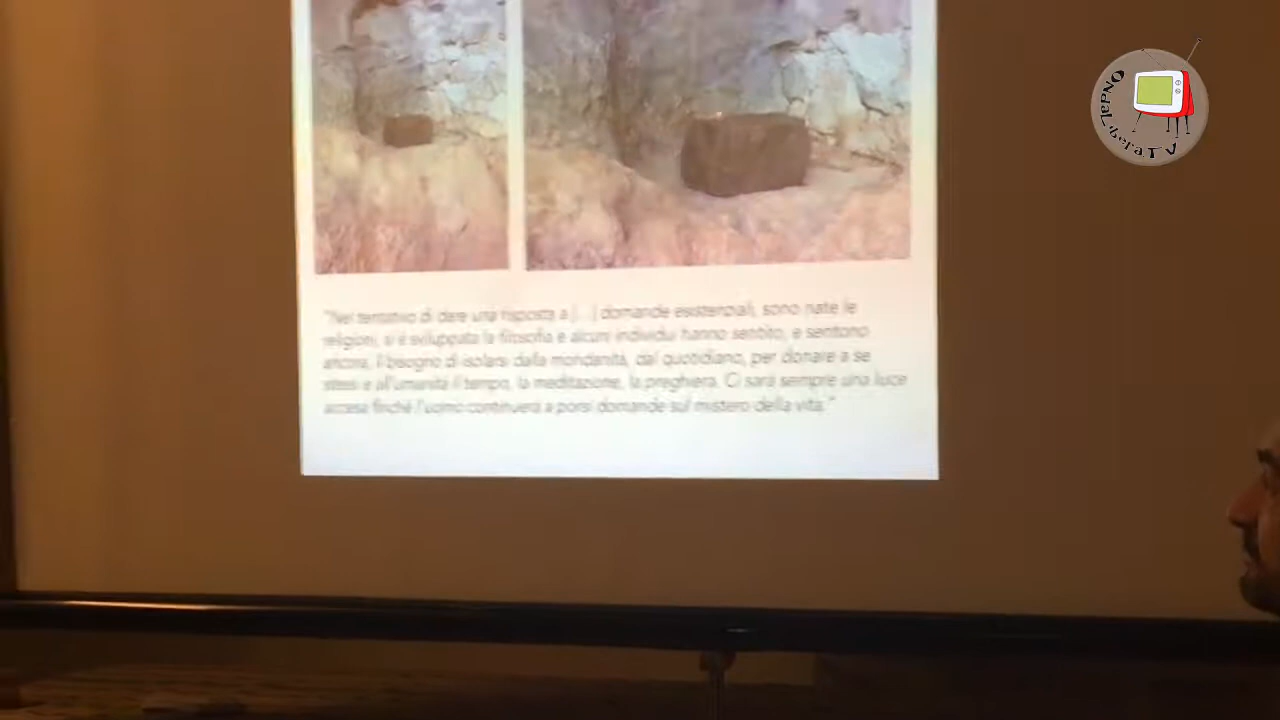 "Nel tentativo di dare una risposta a [...] domande esistenziali, sono nate le
religioni, si è sviluppata la filosofia e alcuni individui hanno sentito, e sentono
ancora, il bisogno di isolarsi dalla mondanità, dal quotidiano, per donare a se
stessi e all'umanità il tempo, la meditazione, la preghiera. Ci sarà sempre una luce
accesa finché l'uomo continuerà a porsi domande sul mistero della vita."
Libera TV